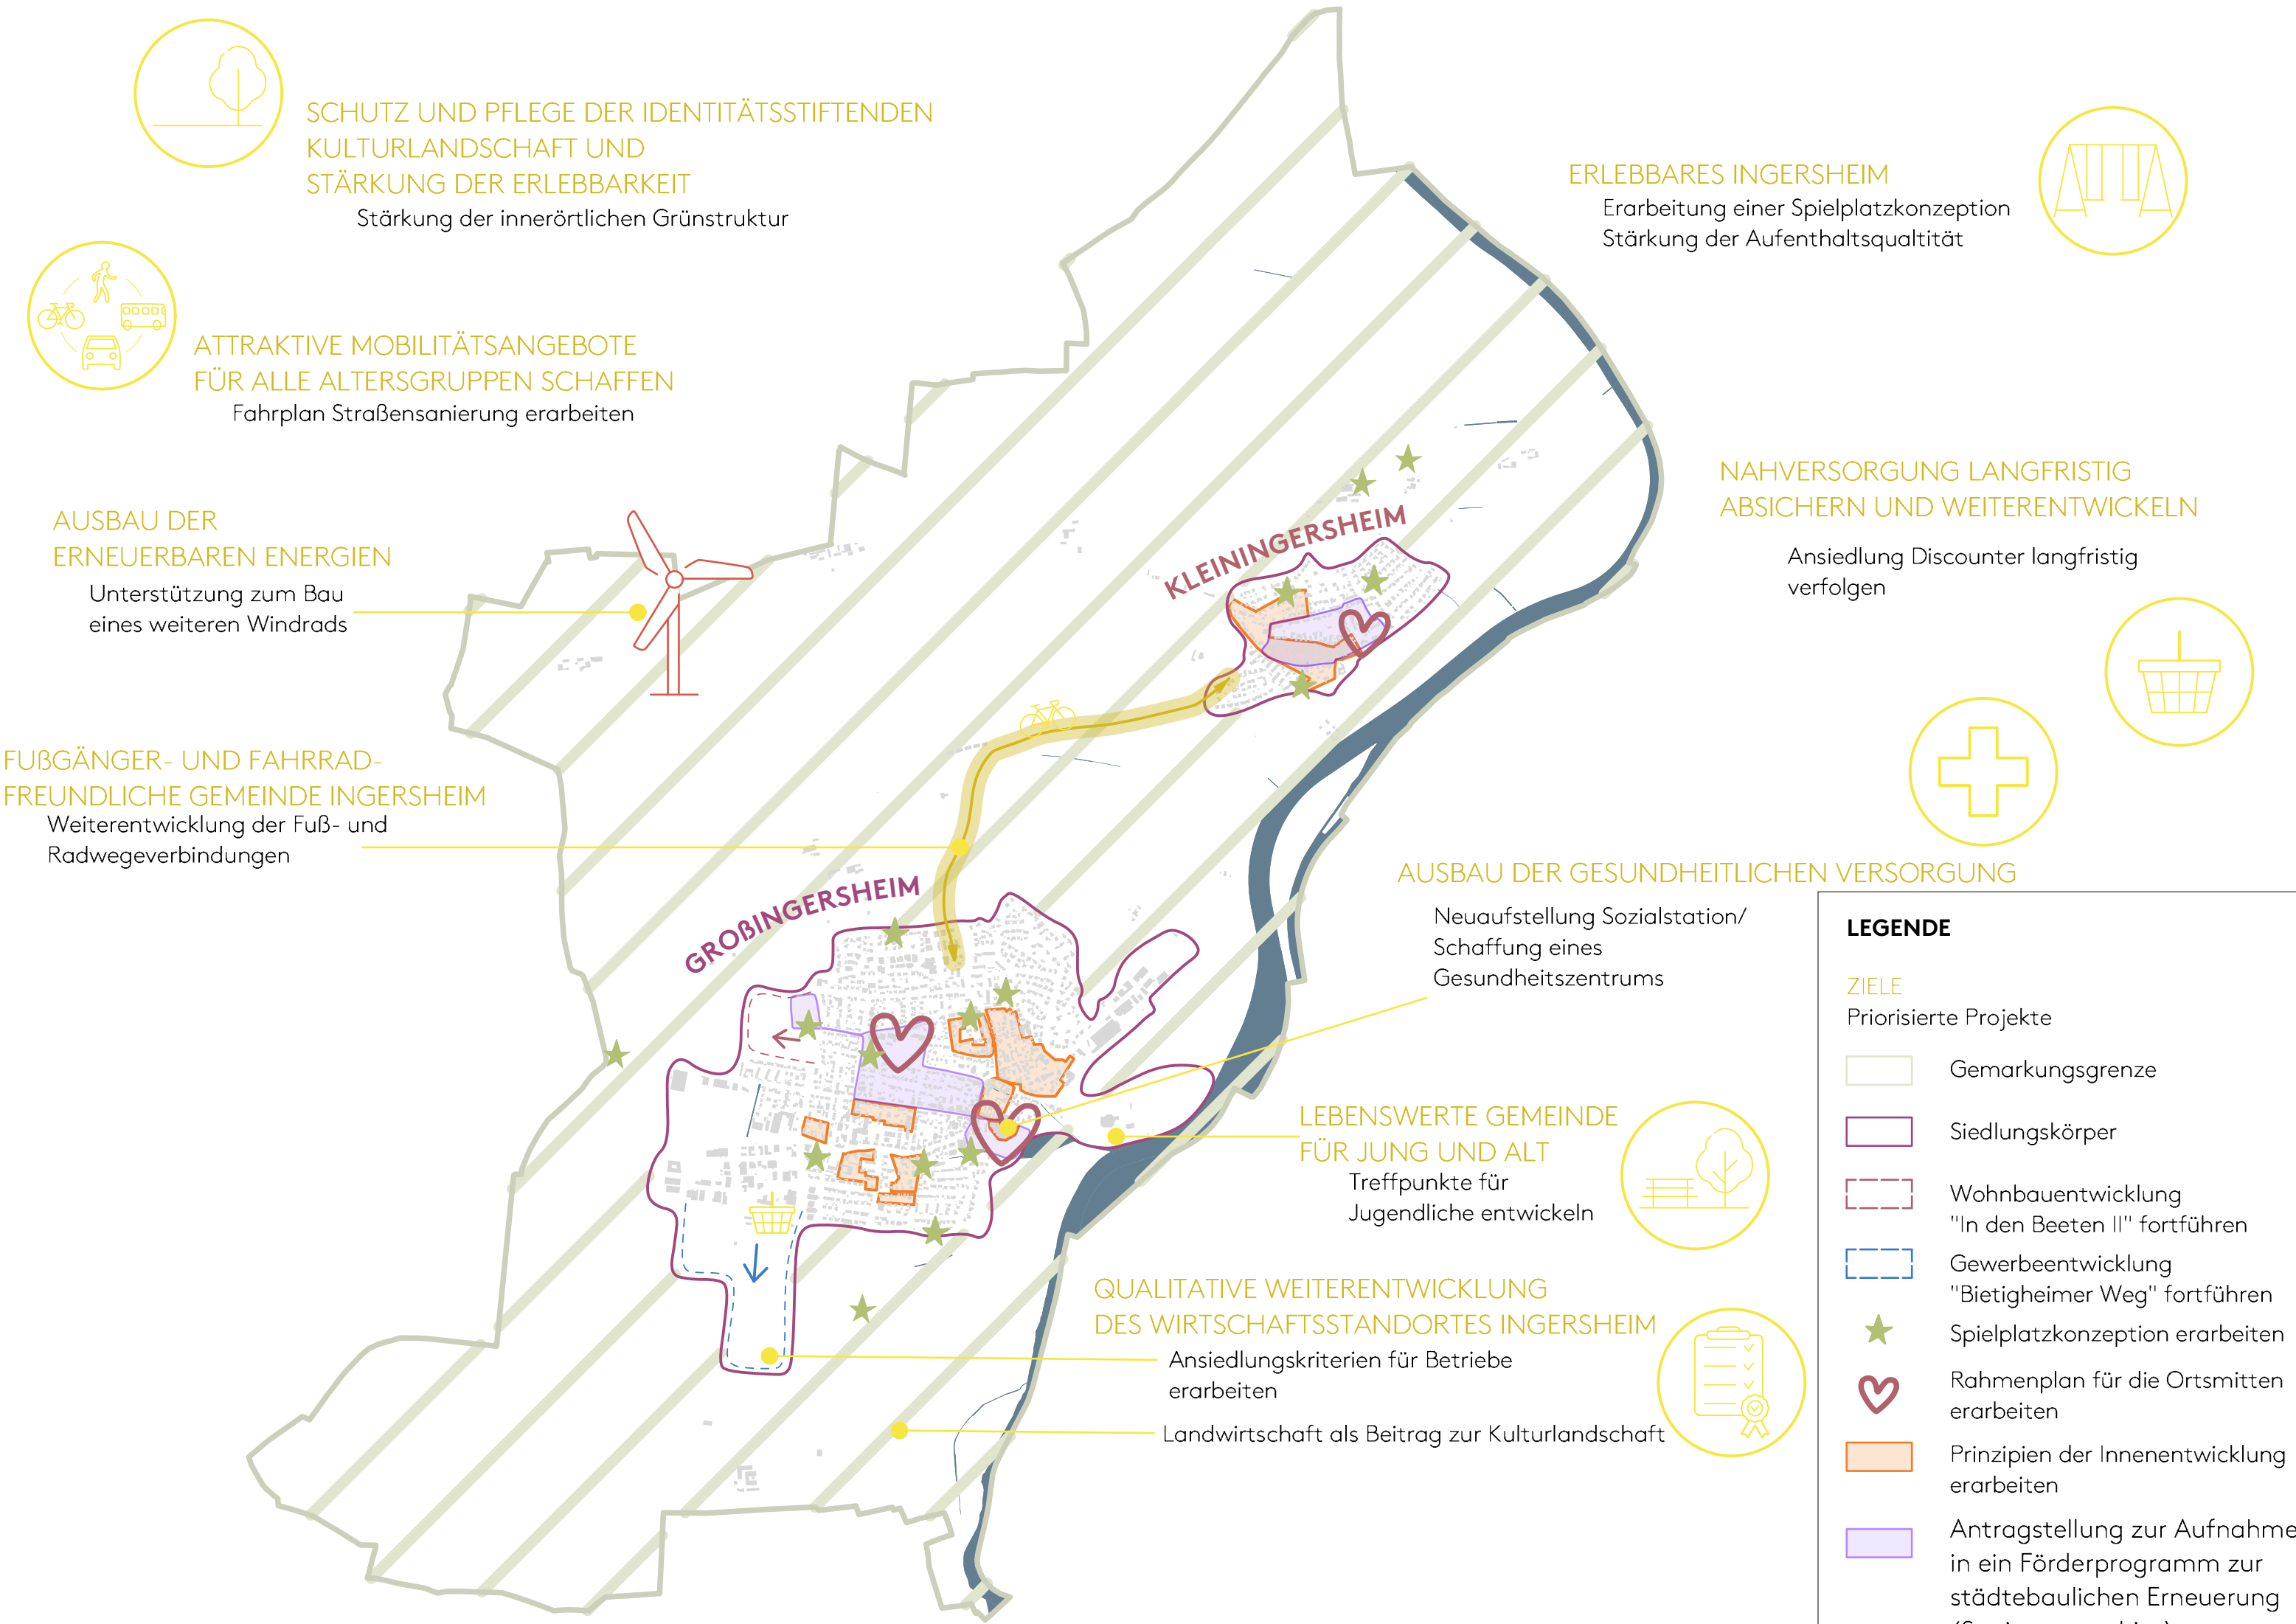 SCHUTZ UND PFLEGE DER IDENTITÄTSSTIFTENDEN
KULTURLANDSCHAFT UND
STÄRKUNG DER ERLEBBARKEIT
Stärkung der innerörtlichen Grünstruktur
ERLEBBARES INGERSHEIM
Erarbeitung einer Spielplatzkonzeption
Stärkung der Aufenthaltsqualtität
ATTRAKTIVE MOBILITÄTSANGEBOTE
FÜR ALLE ALTERSGRUPPEN SCHAFFEN
Fahrplan Straßensanierung erarbeiten
NAHVERSORGUNG LANGFRISTIG
ABSICHERN UND WEITERENTWICKELN
Ansiedlung Discounter langfristig
verfolgen
AUSBAU DER
ERNEUERBAREN ENERGIEN
Unterstützung zum Bau
eines weiteren Windrads
KLEININGERSHEIM
FUßGÄNGER- UND FAHRRAD-
FREUNDLICHE GEMEINDE INGERSHEIM
Weiterentwicklung der Fuß- und
Radwegeverbindungen
GROßINGERSHEIM
AUSBAU DER GESUNDHEITLICHEN VERSORGUNG
Neuaufstellung Sozialstation/
Schaffung eines
Gesundheitszentrums
LEBENSWERTE GEMEINDE
FÜR JUNG UND ALT
Treffpunkte für
Jugendliche entwickeln
QUALITATIVE WEITERENTWICKLUNG
DES WIRTSCHAFTSSTANDORTES INGERSHEIM
Ansiedlungskriterien für Betriebe
erarbeiten
Landwirtschaft als Beitrag zur Kulturlandschaft
LEGENDE
ZIELE
Priorisierte Projekte
Gemarkungsgrenze
Siedlungskörper
Wohnbauentwicklung
"In den Beeten II" fortführen
Gewerbeentwicklung
"Bietigheimer Weg" fortführen
Spielplatzkonzeption erarbeiten
Rahmenplan für die Ortsmitten
erarbeiten
Prinzipien der Innenentwicklung
erarbeiten
Antragstellung zur Aufnahme
in ein Förderprogramm zur
städtebaulichen Erneuerung